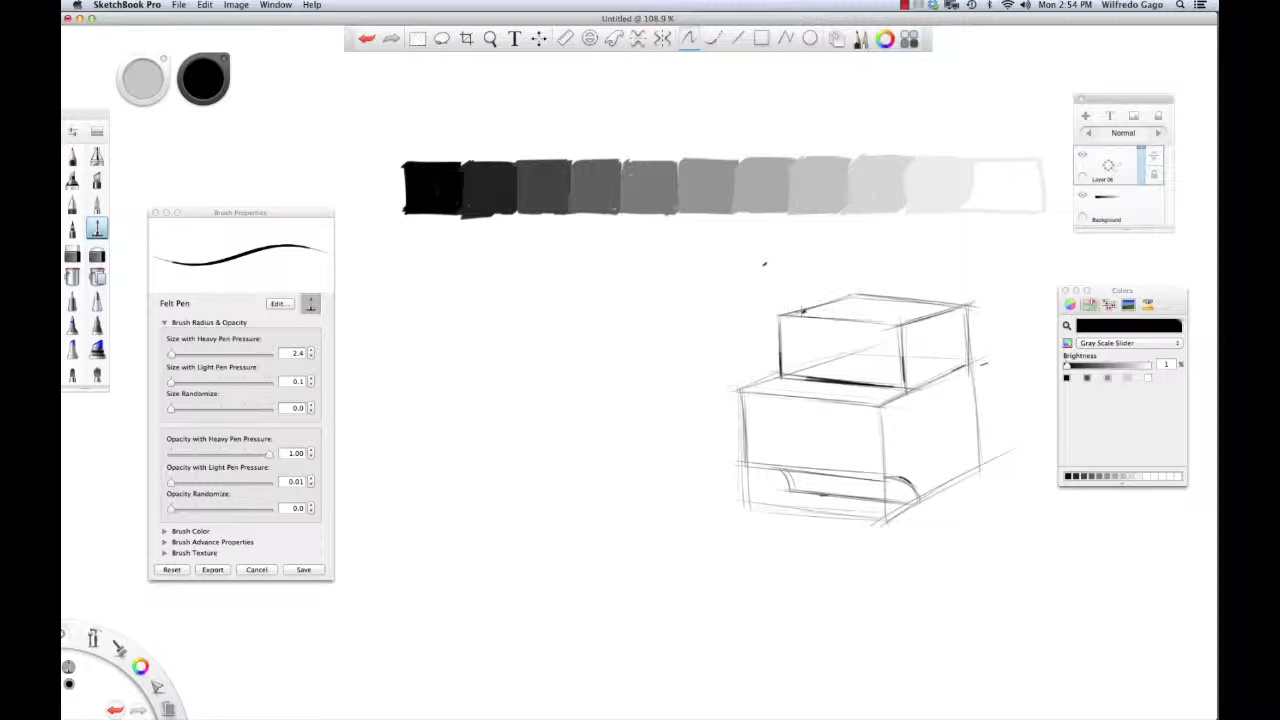 SketchBook Pro File Edit Image Window Help Mon 2:54 PM Wilfredo Gago
Untitled @ 108.9 %
T
T
Normal
Layer 06
Background
Brush Properties
Felt Pen Edit...
Brush Radius & Opacity
Size with Heavy Pen Pressure:
2.4
Size with Light Pen Pressure:
0.1
Size Randomize:
0.0
Opacity with Heavy Pen Pressure:
1.00
Opacity with Light Pen Pressure:
0.01
Opacity Randomize:
0.0
Brush Color
Brush Advance Properties
Brush Texture
Reset Export Cancel Save
Colors
Gray Scale Slider
Brightness
1 %